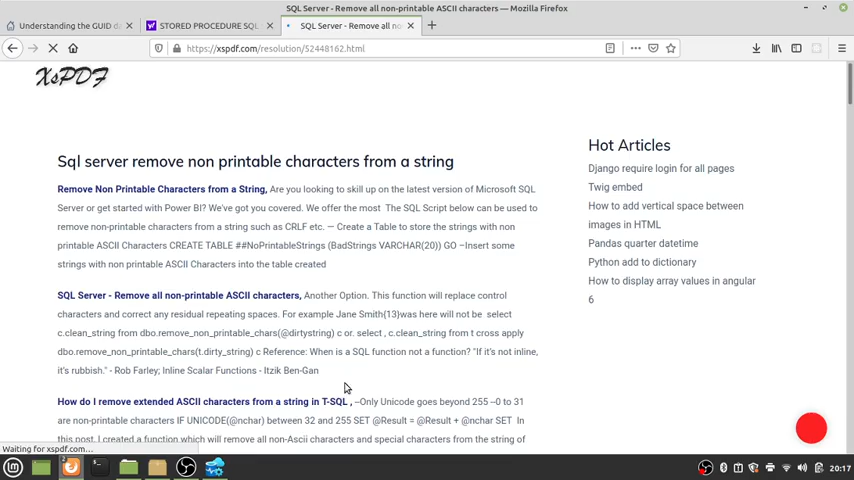 SQL Server - Remove all non-printable ASCII characters — Mozilla Firefox
Understanding the GUID da
STORED PROCEDURE SQL
SQL Server - Remove all no
https://xspdf.com/resolution/52448162.html
XsPDF
Sql server remove non printable characters from a string
Remove Non Printable Characters from a String, Are you looking to skill up on the latest version of Microsoft SQL
Server or get started with Power BI? We've got you covered. We offer the most  The SQL Script below can be used to
remove non-printable characters from a string such as CRLF etc. — Create a Table to store the strings with non
printable ASCII Characters CREATE TABLE ##NoPrintableStrings (BadStrings VARCHAR(20)) GO –Insert some
strings with non printable ASCII Characters into the table created
SQL Server - Remove all non-printable ASCII characters, Another Option. This function will replace control
characters and correct any residual repeating spaces. For example Jane Smith{13}was here will not be  select
c.clean_string from dbo.remove_non_printable_chars(@dirtystring) c or. select , c.clean_string from t cross apply
dbo.remove_non_printable_chars(t.dirty_string) c Reference: When is a SQL function not a function? "If it's not inline,
it's rubbish." - Rob Farley; Inline Scalar Functions - Itzik Ben-Gan
How do I remove extended ASCII characters from a string in T-SQL , --Only Unicode goes beyond 255 --0 to 31
are non-printable characters IF UNICODE(@nchar) between 32 and 255 SET @Result = @Result + @nchar SET  In
this post, I created a function which will remove all non-Ascii characters and special characters from the string of
Hot Articles
Django require login for all pages
Twig embed
How to add vertical space between
images in HTML
Pandas quarter datetime
Python add to dictionary
How to display array values in angular
6
Waiting for xspdf.com...
2
20:17